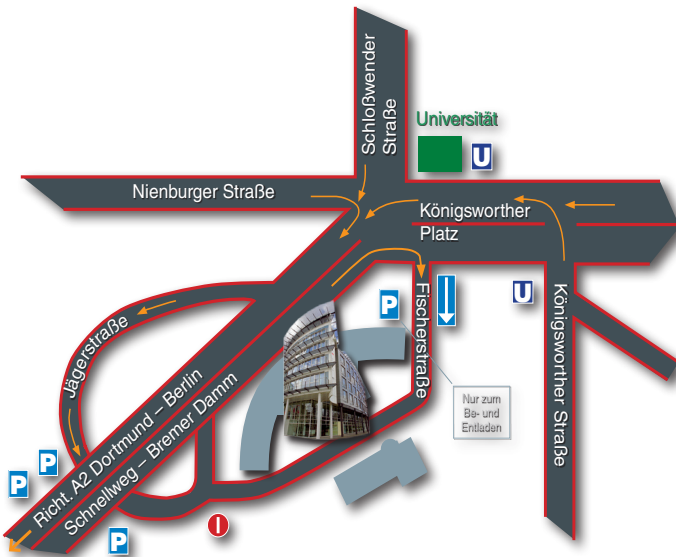 Schloßwender
Straße
Universität
U
Nienburger Straße
Königsworther
Platz
P
Fischerstraße
U
Königsworther Straße
Jägerstraße
Nur zum
Be- und
Entladen
Richt. A2 Dortmund – Berlin
Schnellweg – Bremer Damm
P
P
P
I